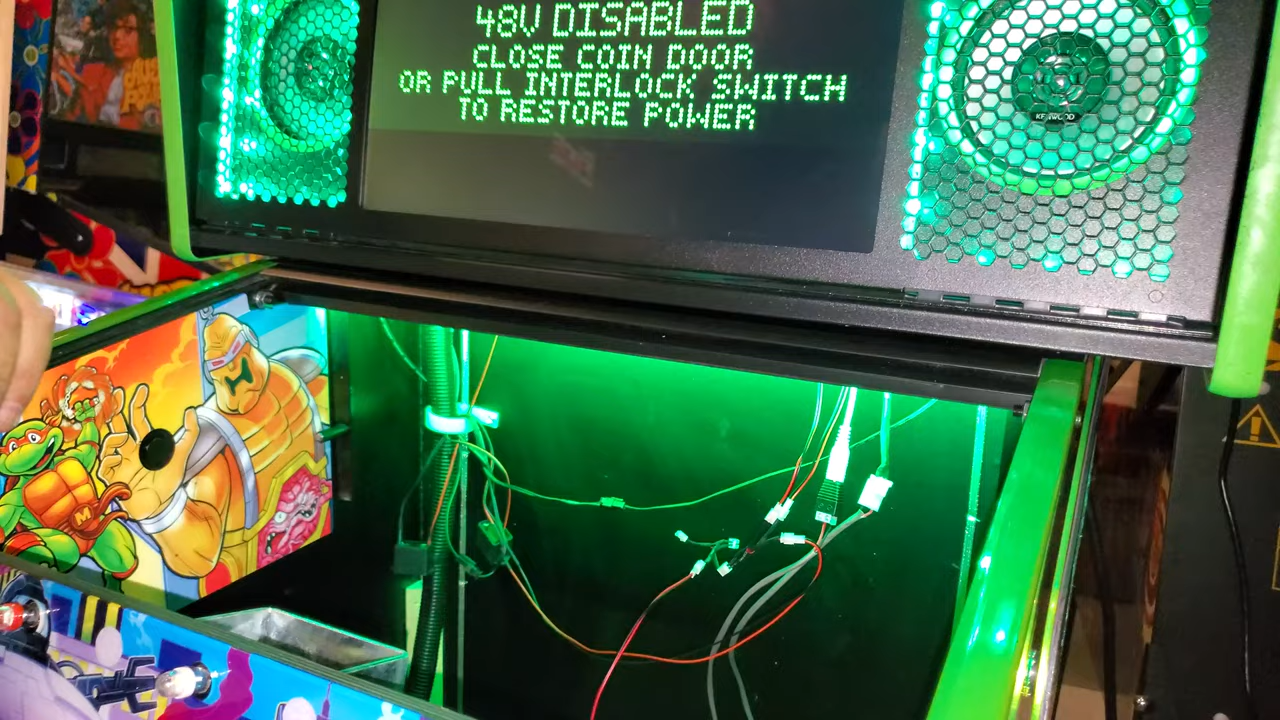 48V DISABLED
CLOSE COIN DOOR
OR PULL INTERLOCK SWITCH
TO RESTORE POWER
KENWOOD
M